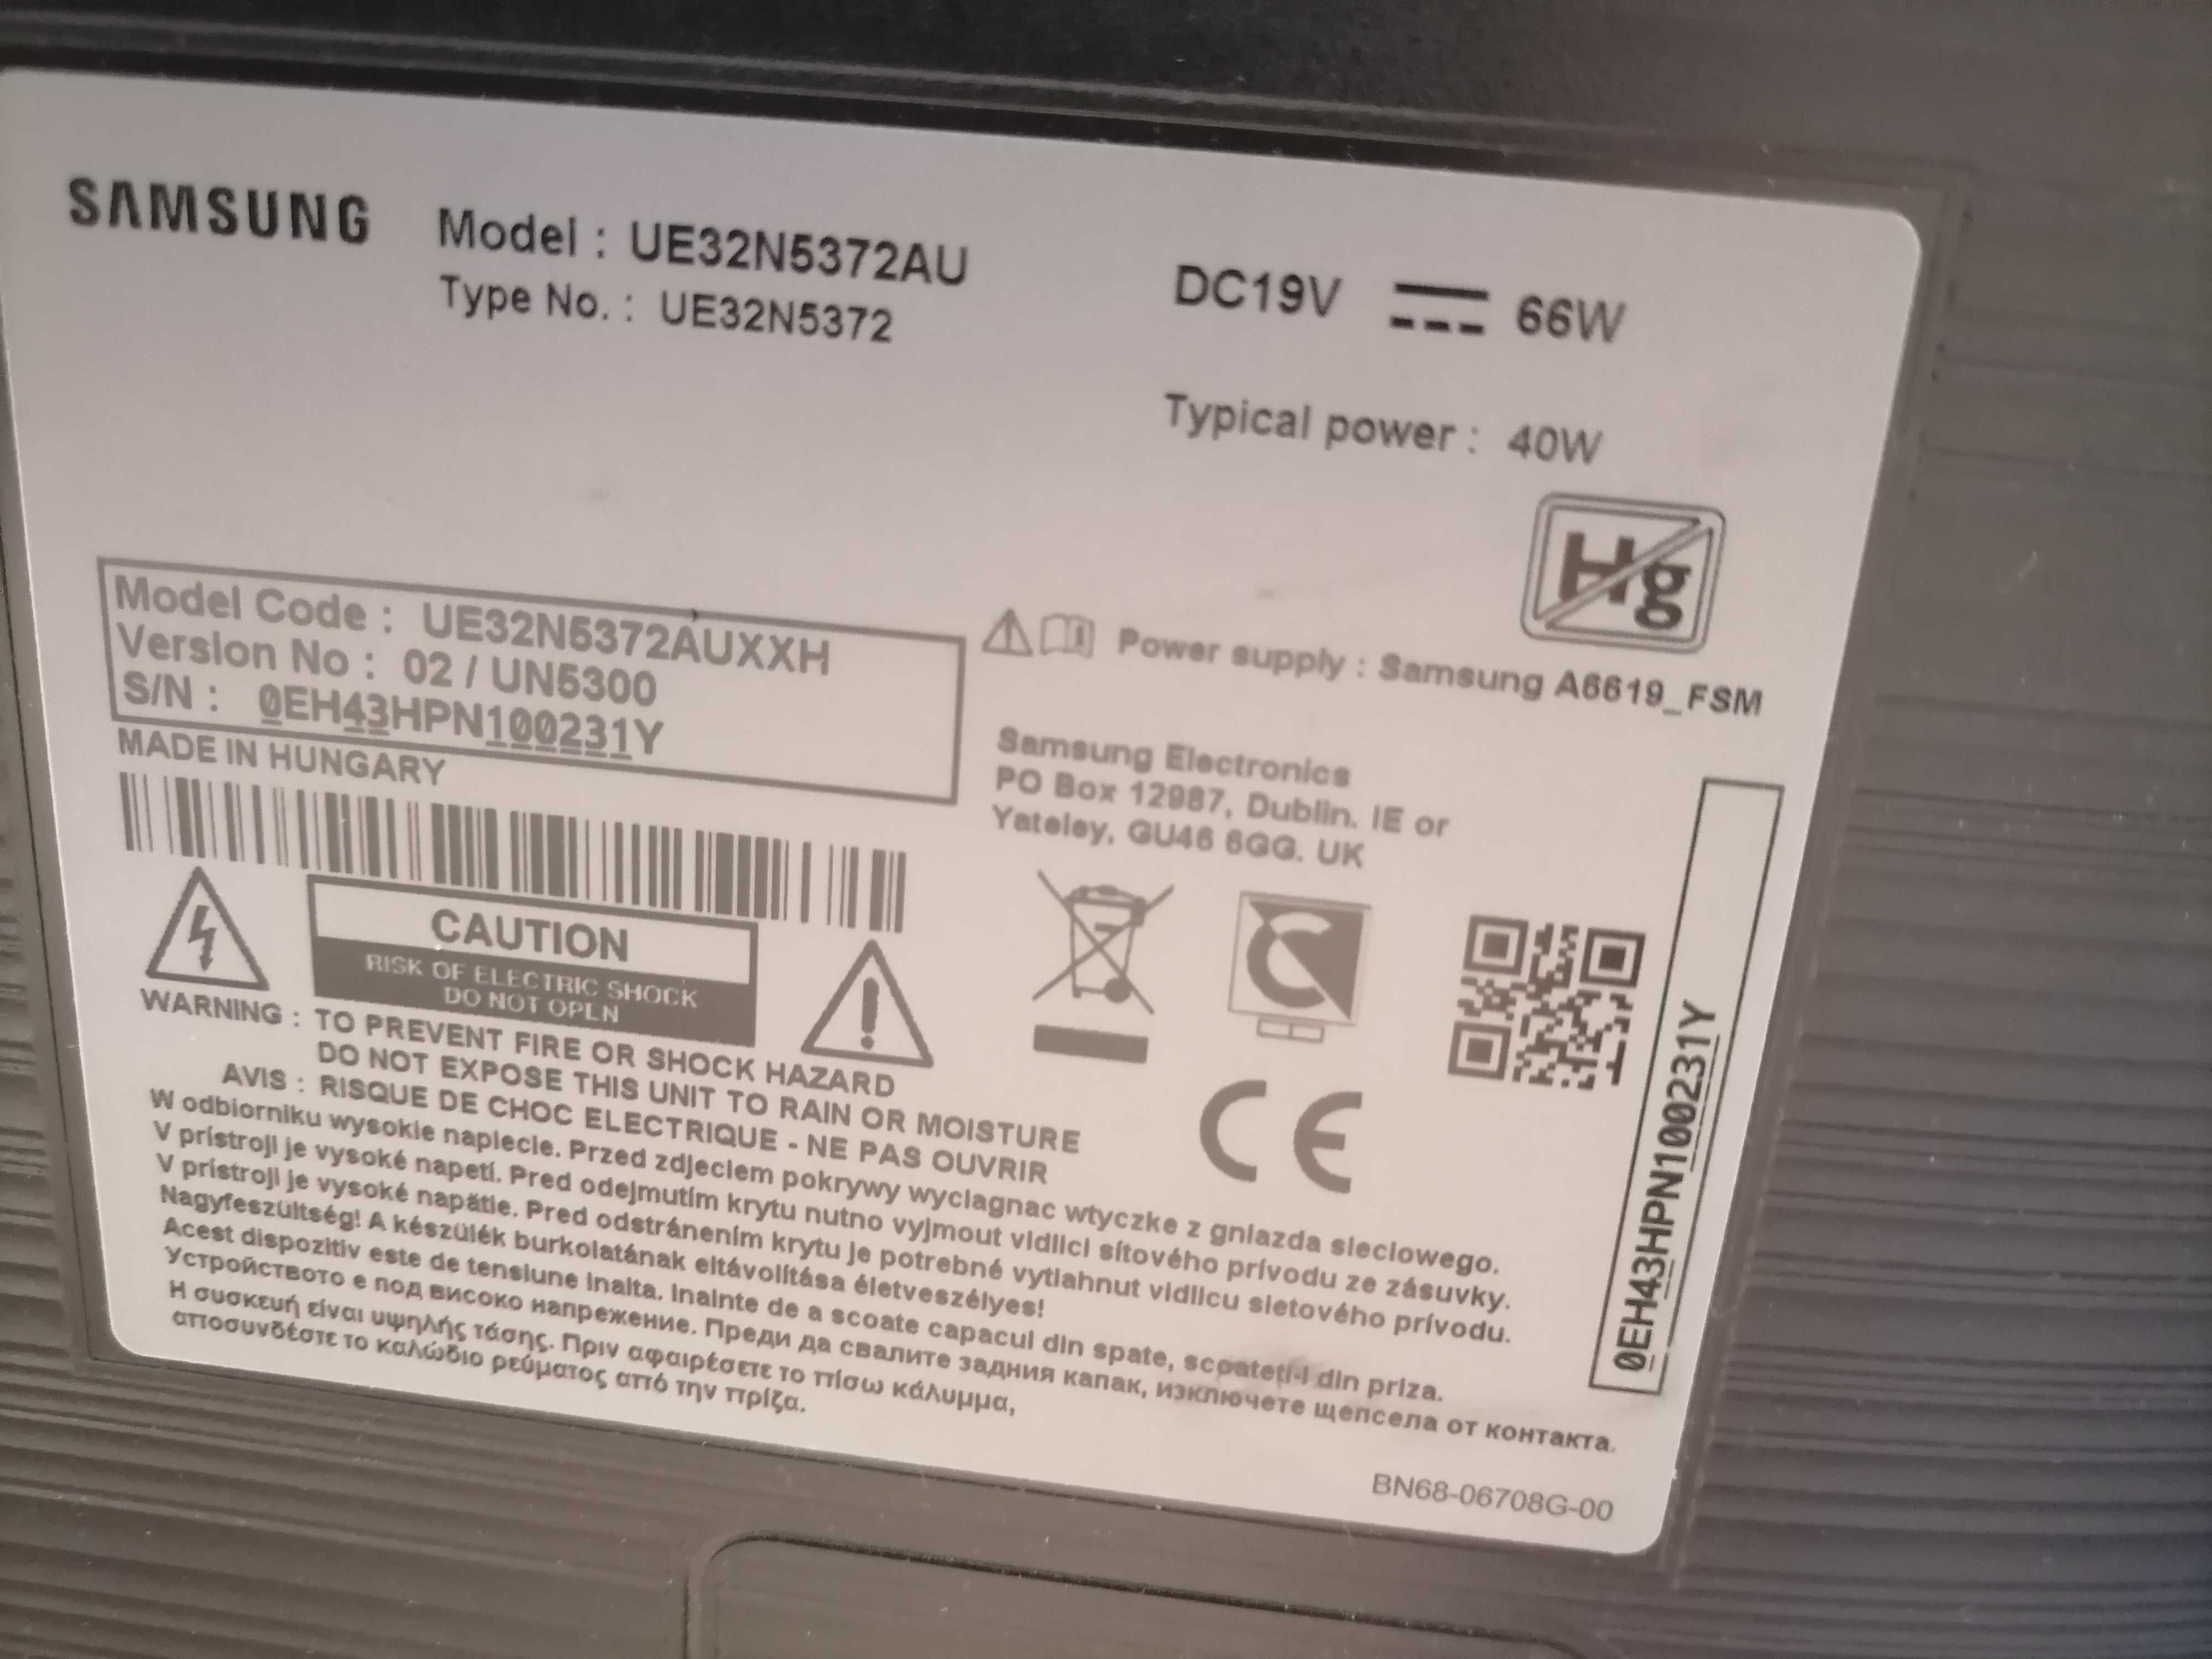 SAMSUNG
Model : UE32N5372AU
Type No. : UE32N5372
DC19V 66W
Typical power : 40W
Hg
Model Code : UE32N5372AUXXH
Version No : 02 / UN5300
S/N : 0EH43HPN100231Y
MADE IN HUNGARY
Power supply : Samsung A6619_FSM
Samsung Electronics
PO Box 12987, Dublin. IE or
Yateley, GU46 6GG. UK
CAUTION
RISK OF ELECTRIC SHOCK
DO NOT OPEN
WARNING : TO PREVENT FIRE OR SHOCK HAZARD
DO NOT EXPOSE THIS UNIT TO RAIN OR MOISTURE
AVIS : RISQUE DE CHOC ELECTRIQUE - NE PAS OUVRIR
W odbiorniku wysokie napiecie. Przed zdjeciem pokrywy wyciagnac wtyczke z gniazda sieciowego.
V prístroji je vysoké napetí. Pred odejmutím krytu nutno vyjmout vidlici sítového prívodu ze zásuvky.
V prístroji je vysoké napätie. Pred odstránením krytu je potrebné vytiahnut vidlicu sietového prívodu.
Nagyfeszültség! A készülék burkolatának eltávolítása életveszélyes!
Acest dispozitiv este de tensiune inalta. Inainte de a scoate capacul din spate, scoateti-l din priza.
Устройството е под високо напрежение. Преди да свалите задния капак, изключете щепсела от контакта.
Η συσκευή είναι υψηλής τάσης. Πριν αφαιρέσετε το πίσω κάλυμμα,
αποσυνδέστε το καλώδιο ρεύματος από την πρίζα.
CE
0EH43HPN100231Y
BN68-06708G-00